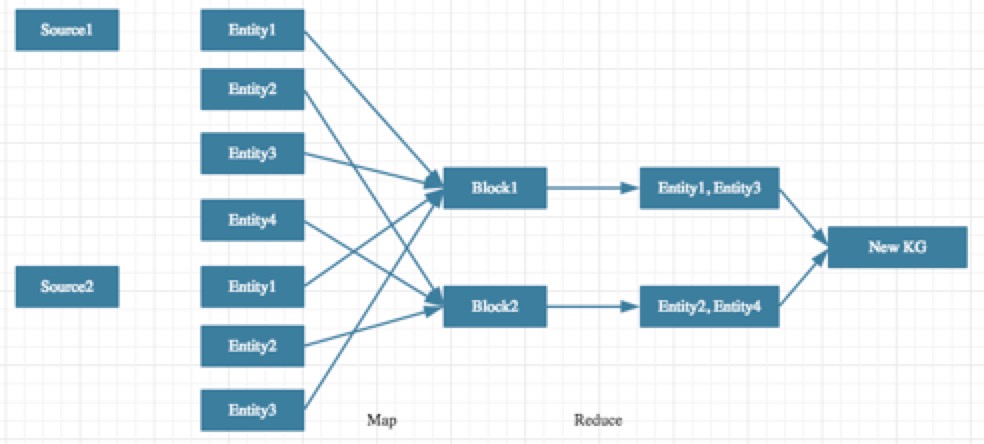 Source1
Entity1
Entity2
Entity3
Entity4
Source2
Entity1
Entity2
Entity3
Block1
Block2
Entity1, Entity3
Entity2, Entity4
New KG
Map
Reduce